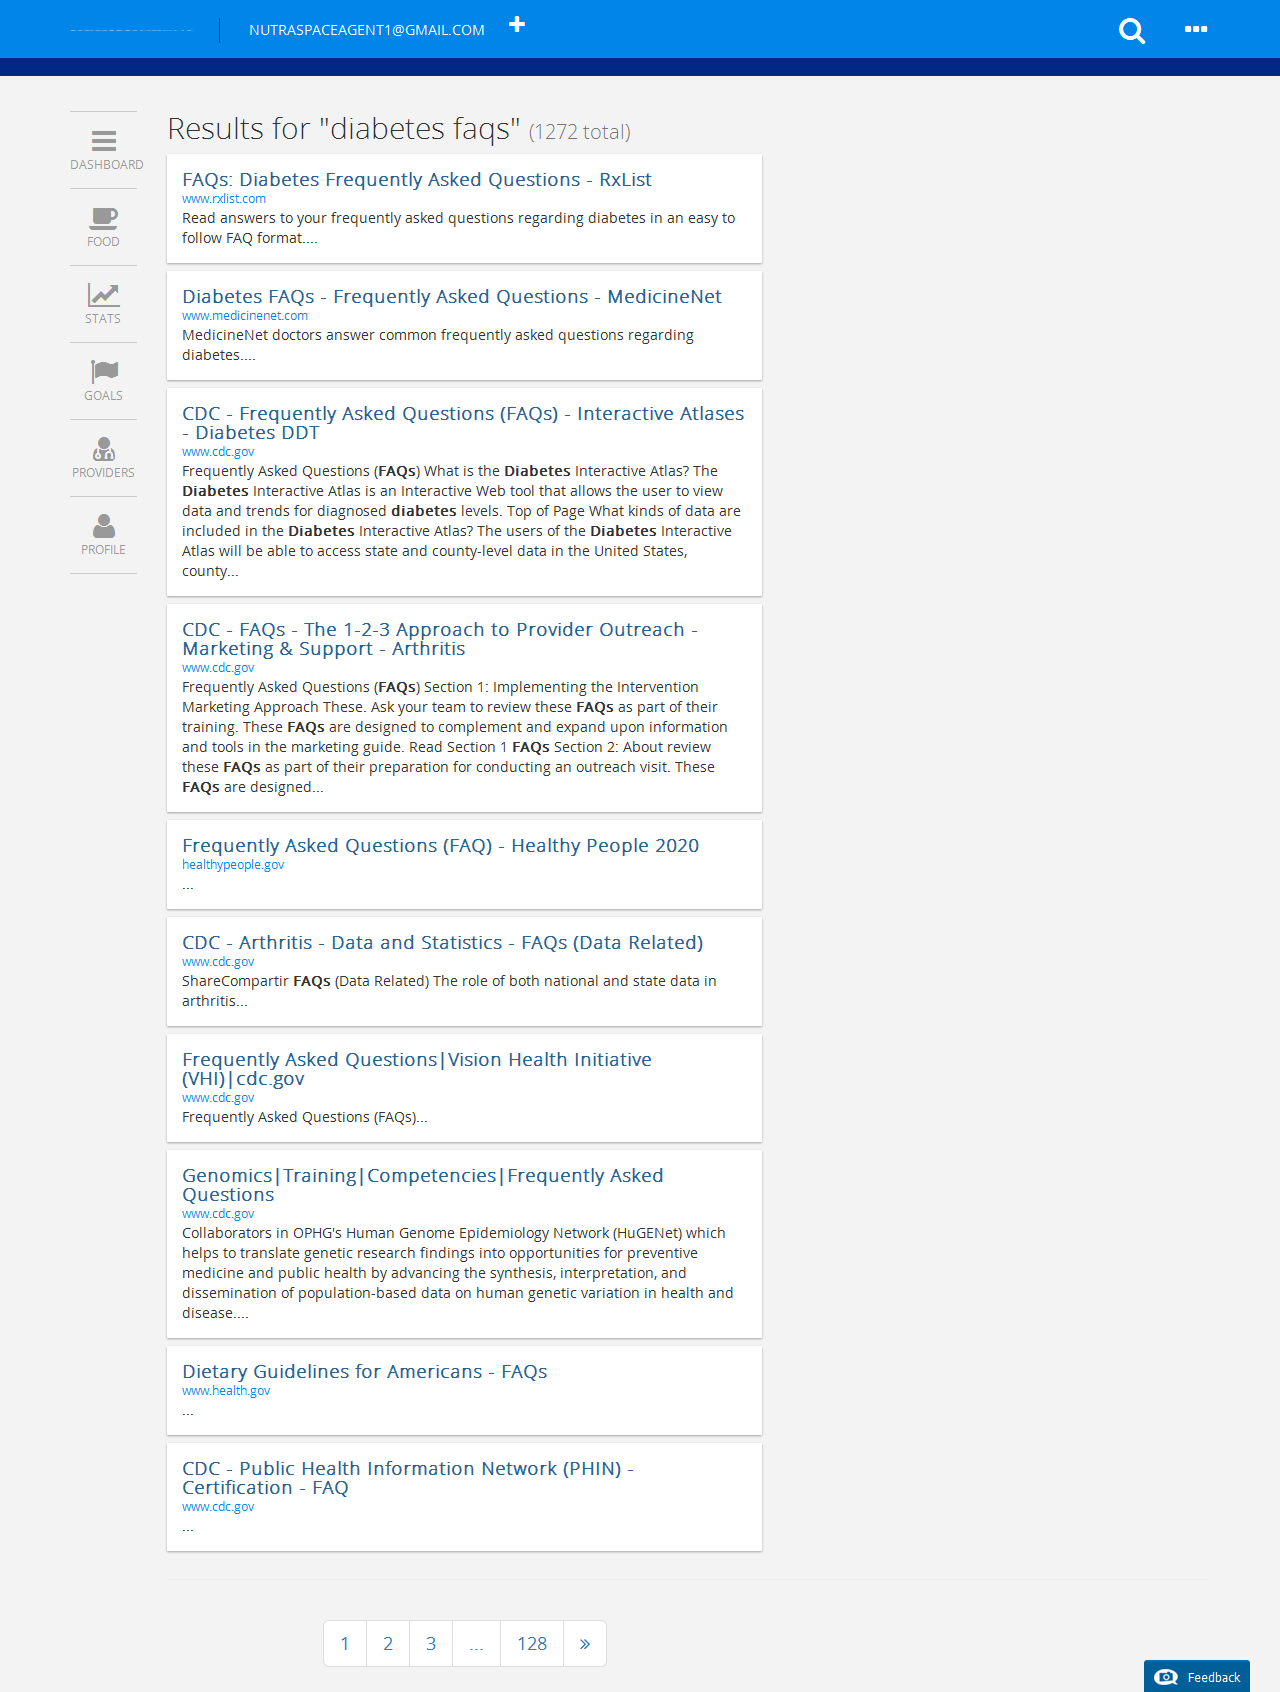 NUTRASPACEAGENT1@GMAIL.COM
DASHBOARD
FOOD
STATS
GOALS
PROVIDERS
PROFILE
Results for "diabetes faqs" (1272 total)
FAQs: Diabetes Frequently Asked Questions - RxList
www.rxlist.com
Read answers to your frequently asked questions regarding diabetes in an easy to
follow FAQ format....
Diabetes FAQs - Frequently Asked Questions - MedicineNet
www.medicinenet.com
MedicineNet doctors answer common frequently asked questions regarding
diabetes....
CDC - Frequently Asked Questions (FAQs) - Interactive Atlases
- Diabetes DDT
www.cdc.gov
Frequently Asked Questions (FAQs) What is the Diabetes Interactive Atlas? The
Diabetes Interactive Atlas is an Interactive Web tool that allows the user to view
data and trends for diagnosed diabetes levels. Top of Page What kinds of data are
included in the Diabetes Interactive Atlas? The users of the Diabetes Interactive
Atlas will be able to access state and county-level data in the United States,
county...
CDC - FAQs - The 1-2-3 Approach to Provider Outreach -
Marketing & Support - Arthritis
www.cdc.gov
Frequently Asked Questions (FAQs) Section 1: Implementing the Intervention
Marketing Approach These. Ask your team to review these FAQs as part of their
training. These FAQs are designed to complement and expand upon information
and tools in the marketing guide. Read Section 1 FAQs Section 2: About review
these FAQs as part of their preparation for conducting an outreach visit. These
FAQs are designed...
Frequently Asked Questions (FAQ) - Healthy People 2020
healthypeople.gov
...
CDC - Arthritis - Data and Statistics - FAQs (Data Related)
www.cdc.gov
ShareCompartir FAQs (Data Related) The role of both national and state data in
arthritis...
Frequently Asked Questions|Vision Health Initiative
(VHI)|cdc.gov
www.cdc.gov
Frequently Asked Questions (FAQs)...
Genomics|Training|Competencies|Frequently Asked
Questions
www.cdc.gov
Collaborators in OPHG's Human Genome Epidemiology Network (HuGENet) which
helps to translate genetic research findings into opportunities for preventive
medicine and public health by advancing the synthesis, interpretation, and
dissemination of population-based data on human genetic variation in health and
disease....
Dietary Guidelines for Americans - FAQs
www.health.gov
...
CDC - Public Health Information Network (PHIN) -
Certification - FAQ
www.cdc.gov
...
1 2 3 ... 128 »
Feedback